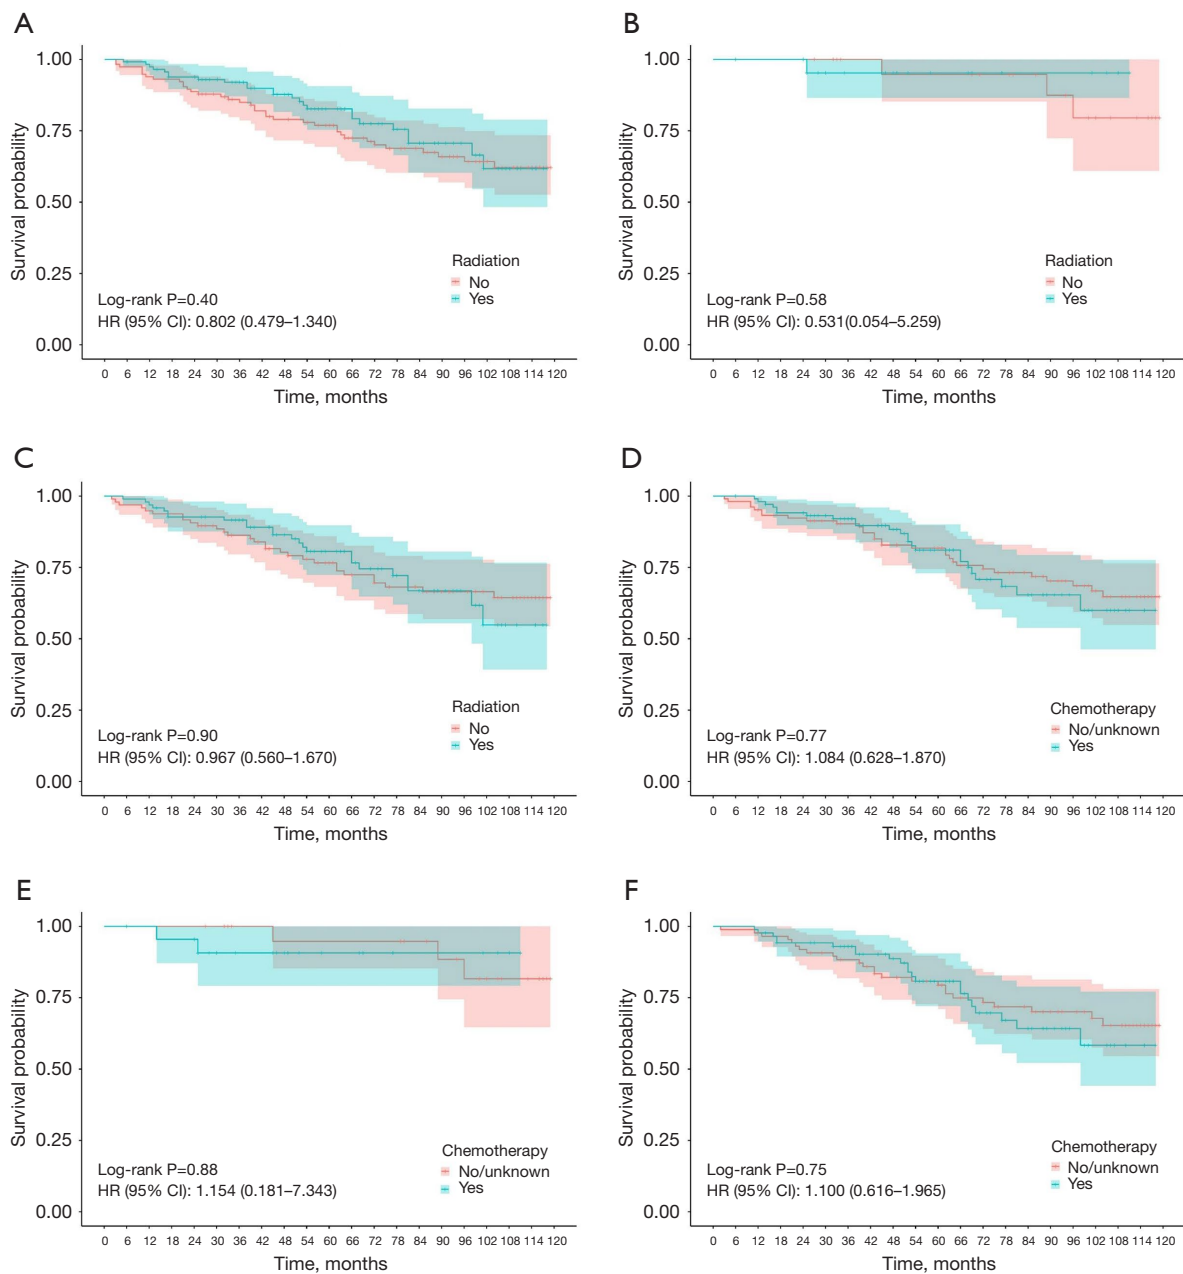 A
Survival probability
1.00
0.75
0.50
0.25
0.00
Radiation
No
Yes
Log-rank P=0.40
HR (95% CI): 0.802 (0.479–1.340)
0 6 12 18 24 30 36 42 48 54 60 66 72 78 84 90 96 102 108 114 120
Time, months
B
Survival probability
1.00
0.75
0.50
0.25
0.00
Radiation
No
Yes
Log-rank P=0.58
HR (95% CI): 0.531(0.054–5.259)
0 6 12 18 24 30 36 42 48 54 60 66 72 78 84 90 96 102 108 114 120
Time, months
C
Survival probability
1.00
0.75
0.50
0.25
0.00
Radiation
No
Yes
Log-rank P=0.90
HR (95% CI): 0.967 (0.560–1.670)
0 6 12 18 24 30 36 42 48 54 60 66 72 78 84 90 96 102 108 114 120
Time, months
D
Survival probability
1.00
0.75
0.50
0.25
0.00
Chemotherapy
No/unknown
Yes
Log-rank P=0.77
HR (95% CI): 1.084 (0.628–1.870)
0 6 12 18 24 30 36 42 48 54 60 66 72 78 84 90 96 102 108 114 120
Time, months
E
Survival probability
1.00
0.75
0.50
0.25
0.00
Chemotherapy
No/unknown
Yes
Log-rank P=0.88
HR (95% CI): 1.154 (0.181–7.343)
0 6 12 18 24 30 36 42 48 54 60 66 72 78 84 90 96 102 108 114 120
Time, months
F
Survival probability
1.00
0.75
0.50
0.25
0.00
Chemotherapy
No/unknown
Yes
Log-rank P=0.75
HR (95% CI): 1.100 (0.616–1.965)
0 6 12 18 24 30 36 42 48 54 60 66 72 78 84 90 96 102 108 114 120
Time, months